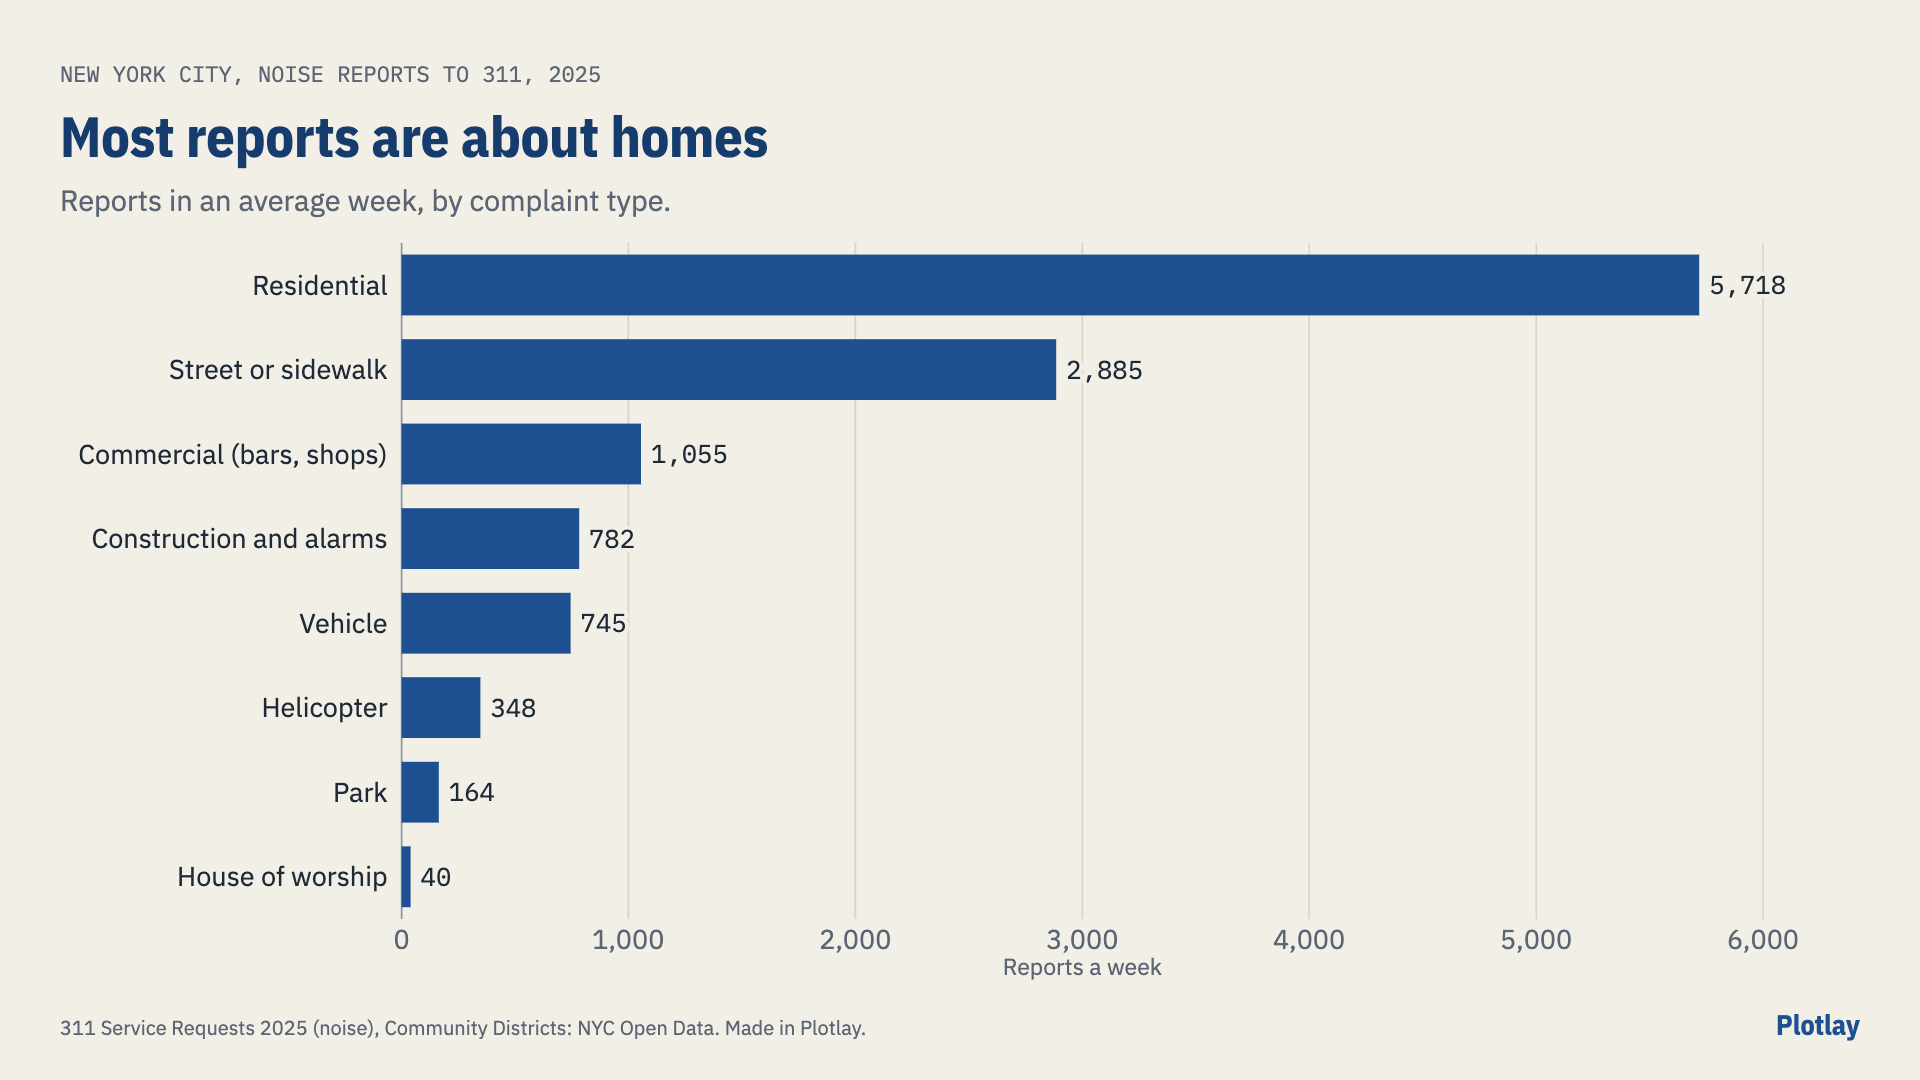 NEW YORK CITY, NOISE REPORTS TO 311, 2025
Most reports are about homes
Reports in an average week, by complaint type.
Residential 5,718
Street or sidewalk 2,885
Commercial (bars, shops) 1,055
Construction and alarms 782
Vehicle 745
Helicopter 348
Park 164
House of worship 40
0 1,000 2,000 3,000 4,000 5,000 6,000
Reports a week
311 Service Requests 2025 (noise), Community Districts: NYC Open Data. Made in Plotlay.
Plotlay